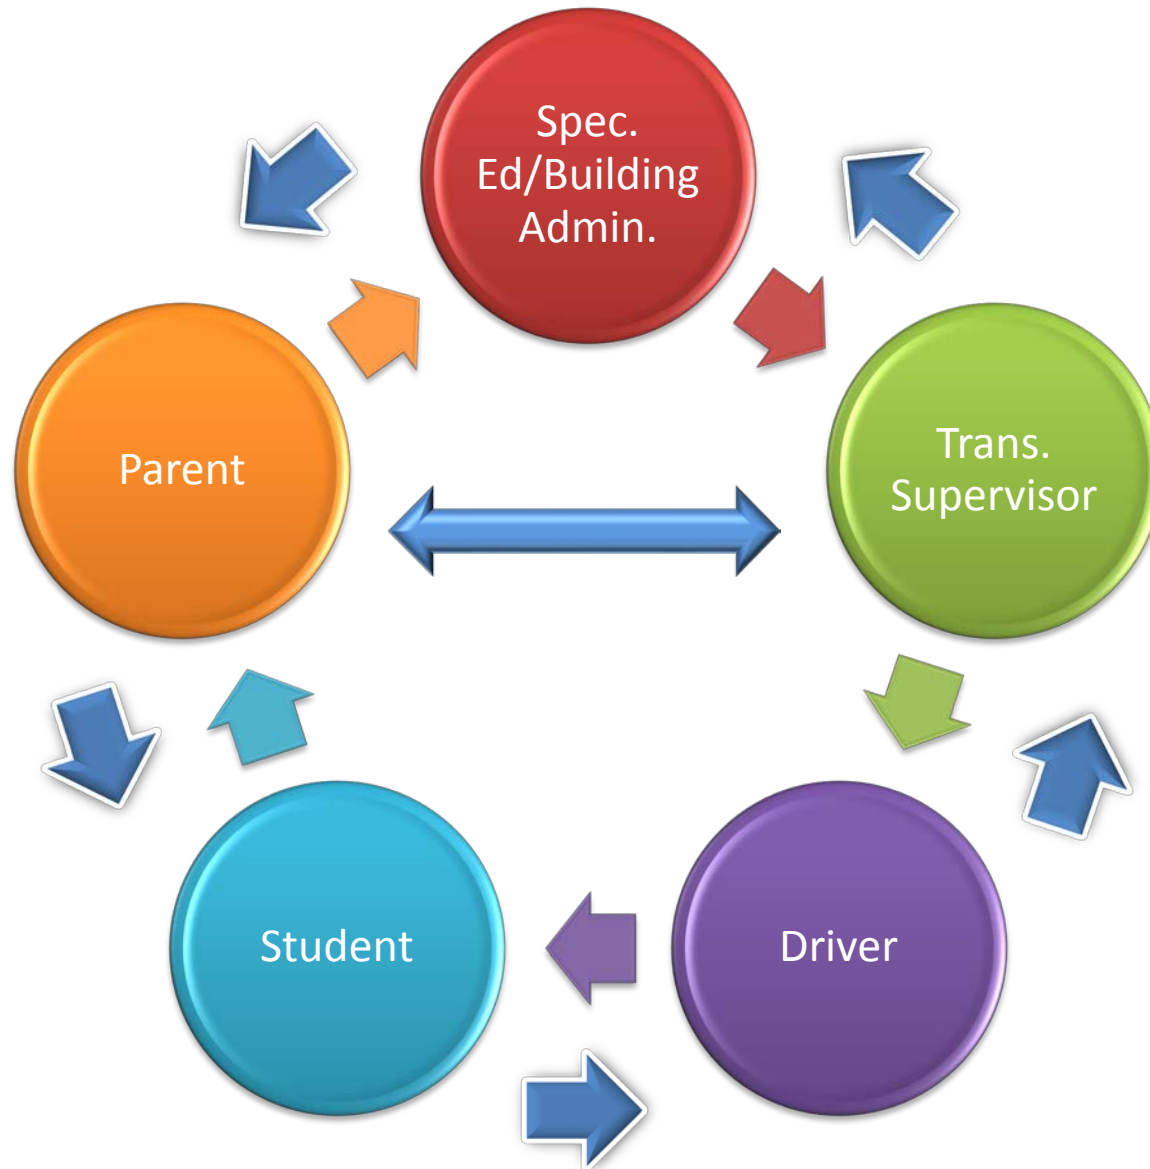 Spec.
Ed/Building
Admin.
Parent
Trans.
Supervisor
Student
Driver